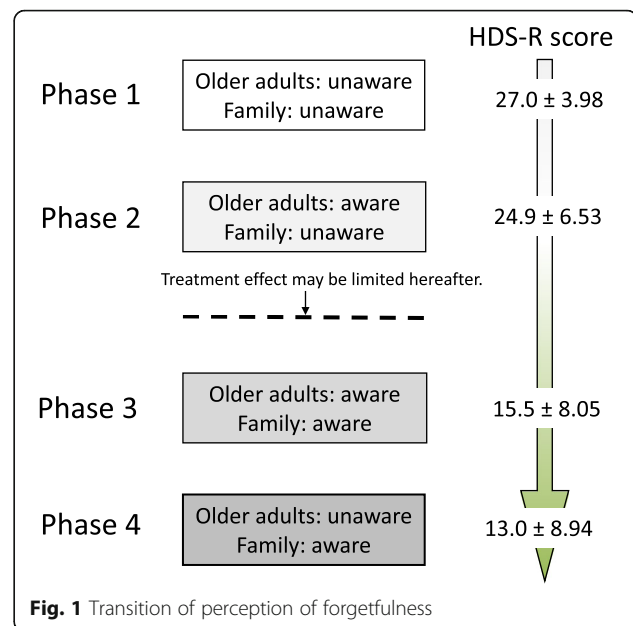 HDS-R score
Phase 1
Older adults: unaware
Family: unaware
27.0 ± 3.98
Phase 2
Older adults: aware
Family: unaware
24.9 ± 6.53
Treatment effect may be limited hereafter.
Phase 3
Older adults: aware
Family: aware
15.5 ± 8.05
Phase 4
Older adults: unaware
Family: aware
13.0 ± 8.94
Fig. 1 Transition of perception of forgetfulness